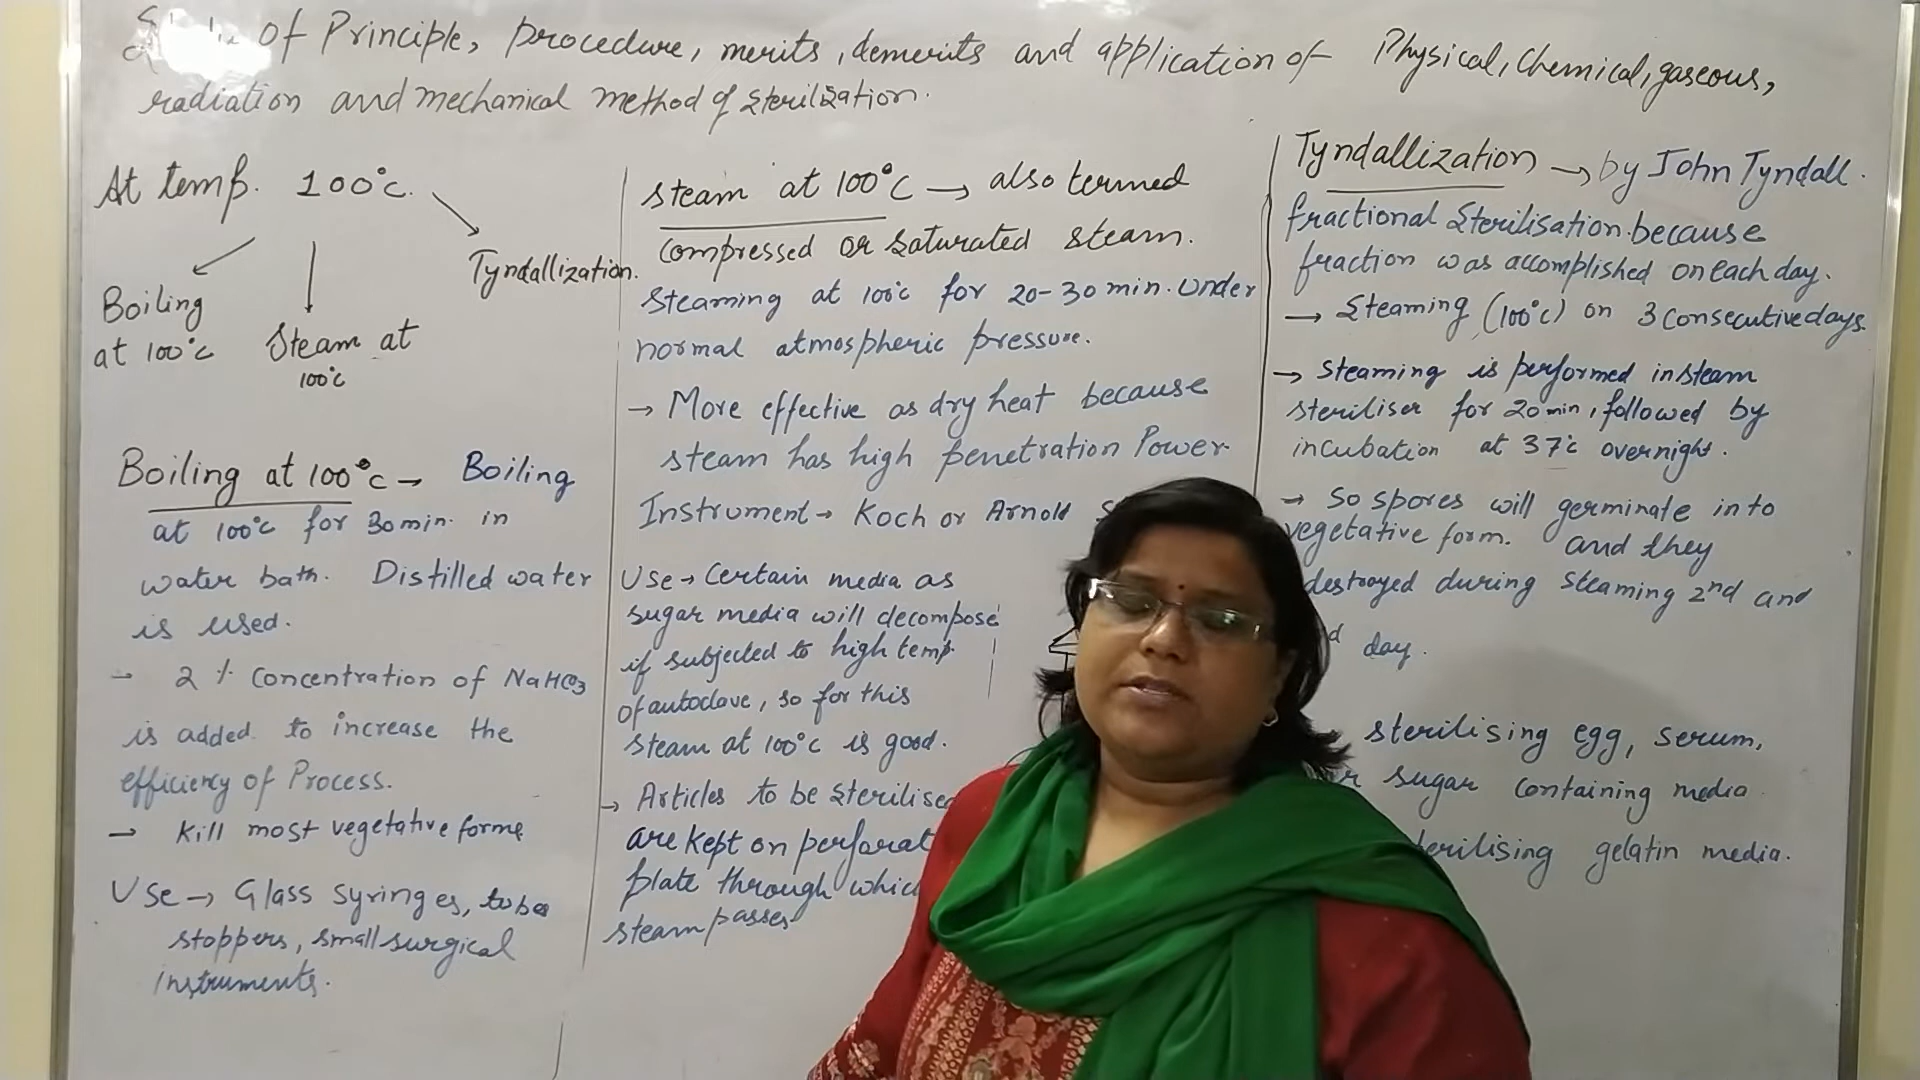 of Principle, procedure, merits, demerits and application of Physical, Chemical, gaseous,
radiation and mechanical method of sterilization.
At temp. 100°c.
Boiling
at 100°c
Steam at
100°c
Tyndallization.
Boiling at 100°c → Boiling
at 100°c for 30 min. in
water bath. Distilled water
is used.
→ 2 % Concentration of NaHCO3
is added to increase the
efficiency of Process.
→ Kill most vegetative forms
Use → Glass syringes, tubes
stoppers, small surgical
instruments.
Steam at 100°c → also termed
compressed or saturated steam.
Steaming at 100°c for 20-30 min. under
normal atmospheric pressure.
→ More effective as dry heat because
steam has high penetration Power.
Instrument → Koch or Arnold
Use → Certain media as
sugar media will decompose
if subjected to high temp.
of autoclave, so for this
steam at 100°c is good.
→ Articles to be sterilised
are kept on perforat
plate through which
steam passes
Tyndallization → by John Tyndall.
fractional Sterilisation because
fraction was accomplished on each day.
→ Steaming (100°c) on 3 consecutive days
→ Steaming is performed in steam
steriliser for 20 min, followed by
incubation at 37°c overnight.
→ So spores will germinate into
vegetative form. and they
destroyed during steaming 2nd and
day.
sterilising egg, serum,
sugar containing media
sterilising gelatin media.